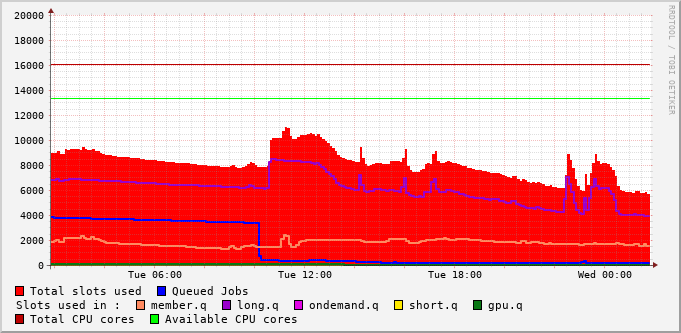 20000
18000
16000
14000
12000
10000
8000
6000
4000
2000
0
Tue 06:00 Tue 12:00 Tue 18:00 Wed 00:00
Total slots used Queued Jobs
Slots used in : member.q long.q ondemand.q short.q gpu.q
Total CPU cores Available CPU cores
RRDTOOL / TOBI OETIKER